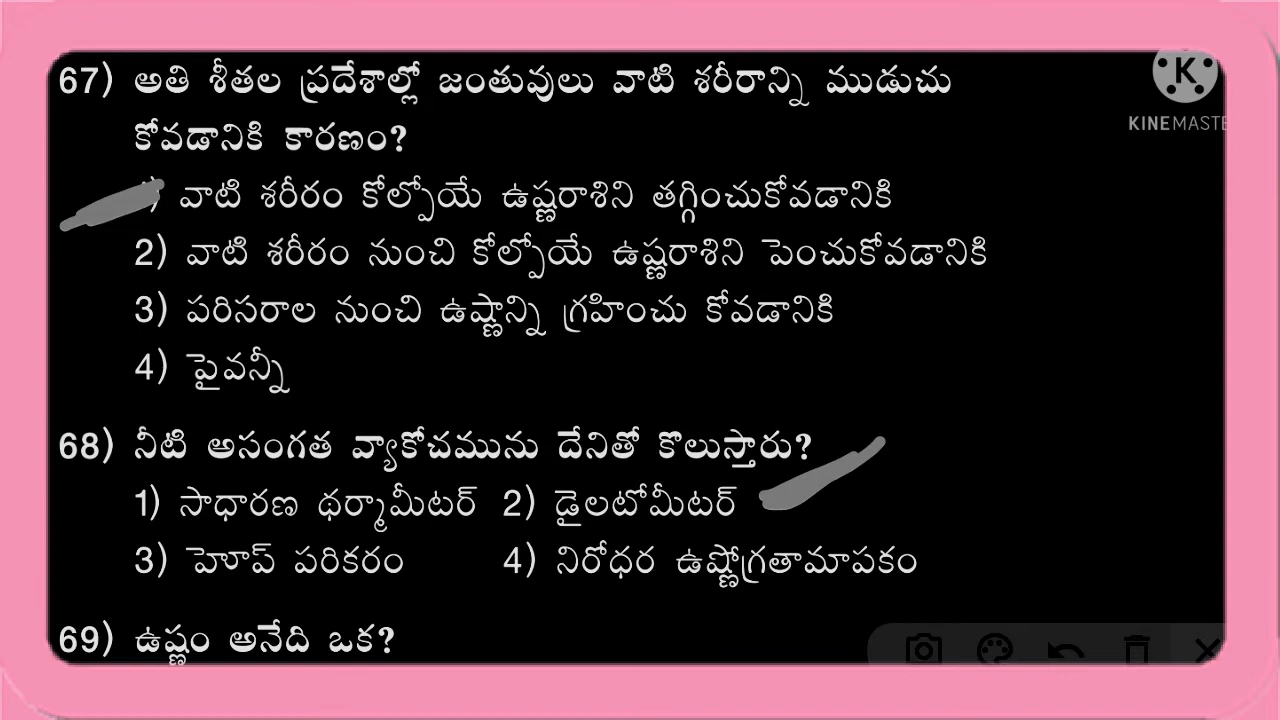 67) అతి శీతల ప్రదేశాల్లో జంతువులు వాటి శరీరాన్ని ముడుచు
కోవడానికి కారణం?
) వాటి శరీరం కోల్పోయే ఉష్ణరాశిని తగ్గించుకోవడానికి
2) వాటి శరీరం నుంచి కోల్పోయే ఉష్ణరాశిని పెంచుకోవడానికి
3) పరిసరాల నుంచి ఉష్ణాన్ని గ్రహించు కోవడానికి
4) పైవన్నీ
68) నీటి అసంగత వ్యాకోచమును దేనితో కొలుస్తారు?
1) సాధారణ థర్మామీటర్ 2) డైలటోమీటర్
3) హెూప్ పరికరం 4) నిరోధర ఉష్ణోగ్రతామాపకం
69) ఉష్ణం అనేది ఒక?
K
KINEMASTE